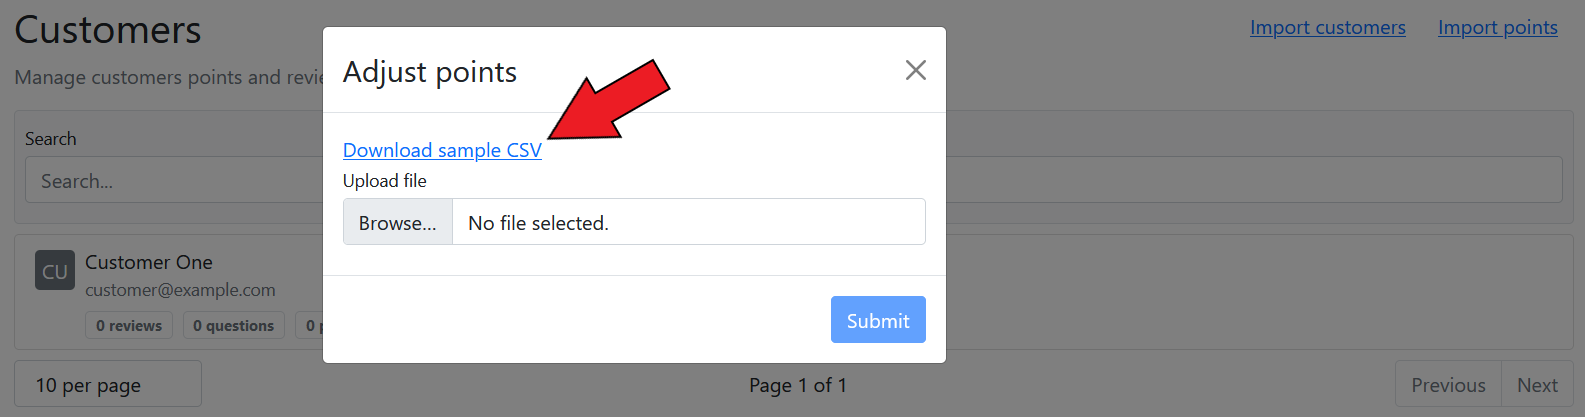 Customers
Import customers
Import points
Manage customers points and
Adjust points
Search
Search...
Download sample CSV
Upload file
Browse...
No file selected.
CU
Customer One
customer@example.com
0 reviews
0 questions
0
Submit
10 per page
Page 1 of 1
Previous
Next